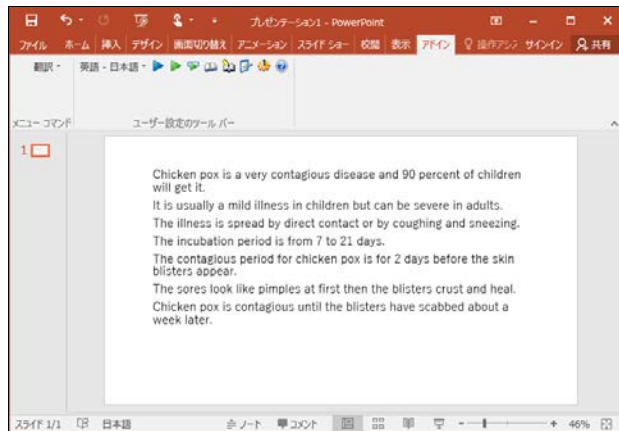 プレゼンテーション1 - PowerPoint
ファイル ホーム 挿入 デザイン 画面切り替え アニメーション スライド ショー 校閲 表示 アドイン 操作アシ サインイン 共有
翻訳 英語 - 日本語
メニュー コマンド ユーザー設定のツール バー
1
Chicken pox is a very contagious disease and 90 percent of children
will get it.
It is usually a mild illness in children but can be severe in adults.
The illness is spread by direct contact or by coughing and sneezing.
The incubation period is from 7 to 21 days.
The contagious period for chicken pox is for 2 days before the skin
blisters appear.
The sores look like pimples at first then the blisters crust and heal.
Chicken pox is contagious until the blisters have scabbed about a
week later.
スライド 1/1 日本語 ノート コメント 46%